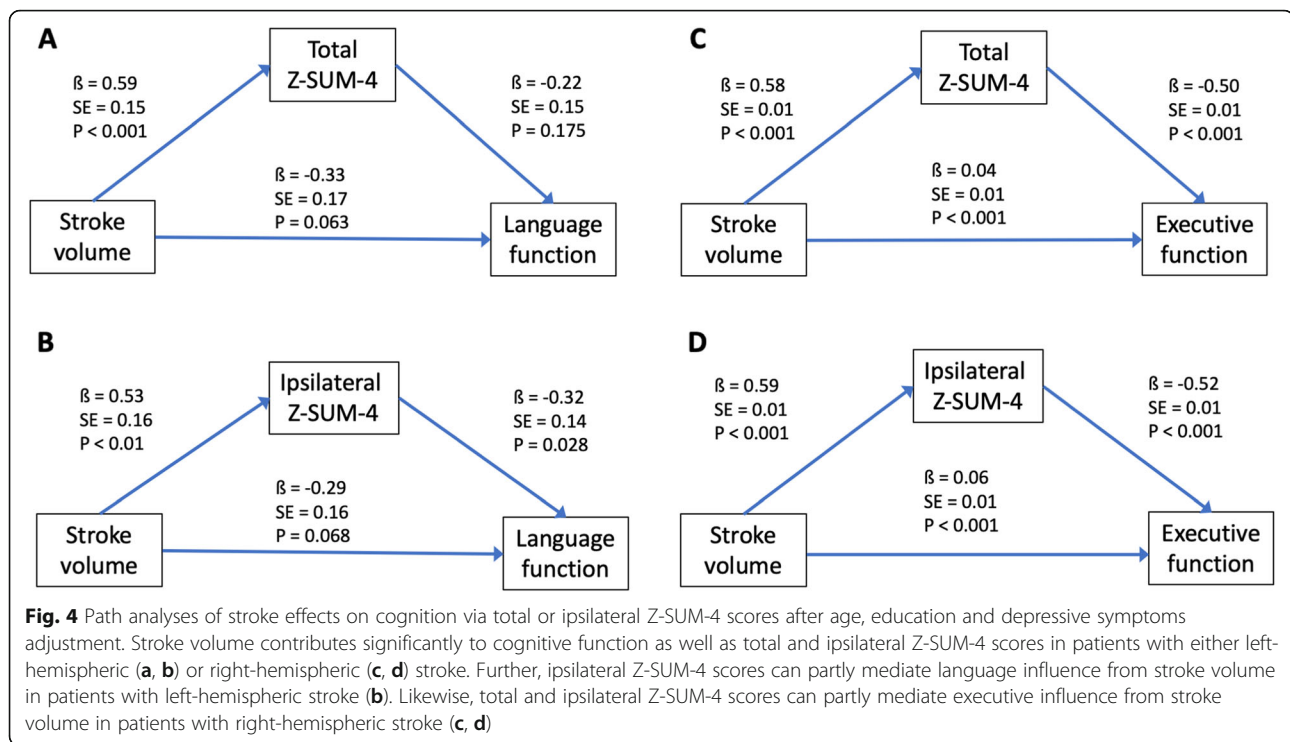 A
Total
Z-SUM-4
ß = 0.59
SE = 0.15
P < 0.001
ß = -0.22
SE = 0.15
P = 0.175
ß = -0.33
SE = 0.17
P = 0.063
Stroke
volume
Language
function
B
Ipsilateral
Z-SUM-4
ß = 0.53
SE = 0.16
P < 0.01
ß = -0.32
SE = 0.14
P = 0.028
ß = -0.29
SE = 0.16
P = 0.068
Stroke
volume
Language
function
C
Total
Z-SUM-4
ß = 0.58
SE = 0.01
P < 0.001
ß = -0.50
SE = 0.01
P < 0.001
ß = 0.04
SE = 0.01
P < 0.001
Stroke
volume
Executive
function
D
Ipsilateral
Z-SUM-4
ß = 0.59
SE = 0.01
P < 0.001
ß = -0.52
SE = 0.01
P < 0.001
ß = 0.06
SE = 0.01
P < 0.001
Stroke
volume
Executive
function
Fig. 4 Path analyses of stroke effects on cognition via total or ipsilateral Z-SUM-4 scores after age, education and depressive symptoms
adjustment. Stroke volume contributes significantly to cognitive function as well as total and ipsilateral Z-SUM-4 scores in patients with either left-
hemispheric (a, b) or right-hemispheric (c, d) stroke. Further, ipsilateral Z-SUM-4 scores can partly mediate language influence from stroke volume
in patients with left-hemispheric stroke (b). Likewise, total and ipsilateral Z-SUM-4 scores can partly mediate executive influence from stroke
volume in patients with right-hemispheric stroke (c, d)